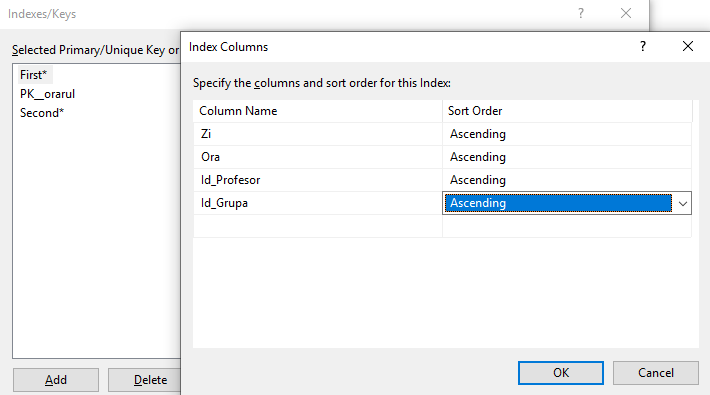 Indexes/Keys
Selected Primary/Unique Key or
First*
PK__orarul
Second*
Add
Delete
Index Columns
Specify the columns and sort order for this Index:
Column Name Sort Order
Zi Ascending
Ora Ascending
Id_Profesor Ascending
Id_Grupa Ascending
OK
Cancel